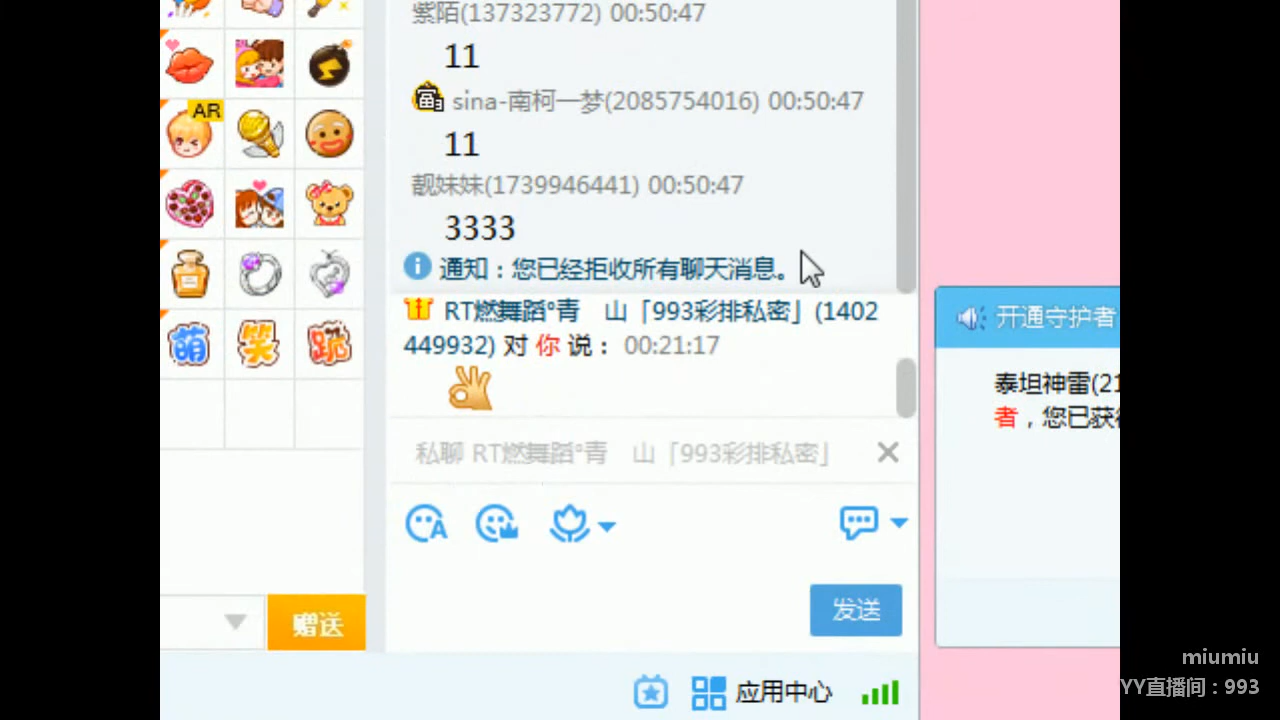 紫陌(137323772) 00:50:47
11
sina-南柯一梦(2085754016) 00:50:47
11
靓妹妹(1739946441) 00:50:47
3333
通知：您已经拒收所有聊天消息。
RT燃舞蹈°青　山「993彩排私密」(1402
449932) 对 你 说： 00:21:17
私聊 RT燃舞蹈°青　山「993彩排私密」
发送
AR
萌 笑 跪
赠送
应用中心
开通守护者
泰坦神雷(21
者，您已获
miumiu
YY直播间：993